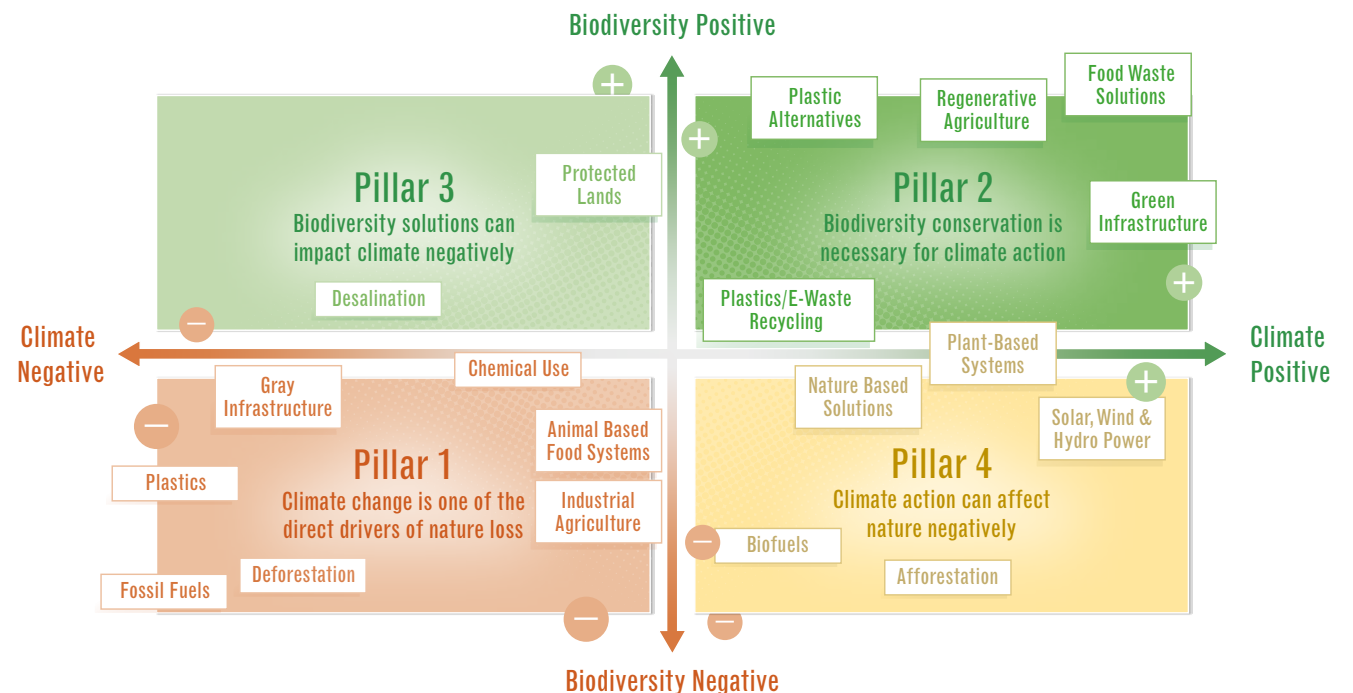 Biodiversity Positive
Plastic
Alternatives
Regenerative
Agriculture
Food Waste
Solutions
Protected
Lands
Pillar 3
Biodiversity solutions can
impact climate negatively
Desalination
Pillar 2
Biodiversity conservation is
necessary for climate action
Green
Infrastructure
Plastics/E-Waste
Recycling
Climate
Negative
Climate
Positive
Chemical Use
Gray
Infrastructure
Animal Based
Food Systems
Plastics
Pillar 1
Climate change is one of the
direct drivers of nature loss
Industrial
Agriculture
Deforestation
Fossil Fuels
Plant-Based
Systems
Nature Based
Solutions
Solar, Wind &
Hydro Power
Pillar 4
Climate action can affect
nature negatively
Biofuels
Afforestation
Biodiversity Negative